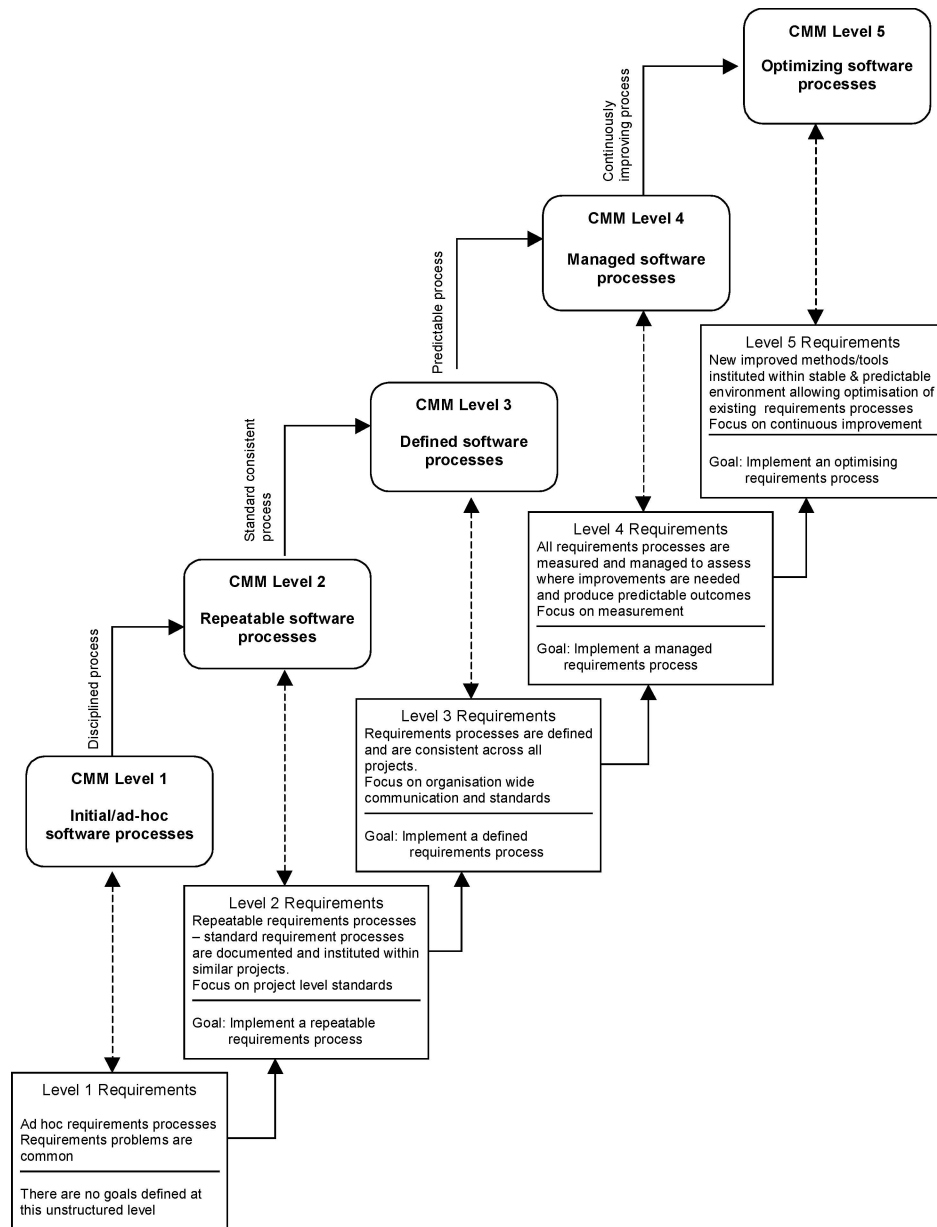 CMM Level 5
Optimizing software
processes
Continuously
improving process
CMM Level 4
Managed software
processes
Predictable process
Level 5 Requirements
New improved methods/tools
instituted within stable & predictable
environment allowing optimisation of
existing requirements processes
Focus on continuous improvement
Goal: Implement an optimising
requirements process
CMM Level 3
Defined software
processes
Standard consistent
process
Level 4 Requirements
All requirements processes are
measured and managed to assess
where improvements are needed
and produce predictable outcomes
Focus on measurement
Goal: Implement a managed
requirements process
CMM Level 2
Repeatable software
processes
Disciplined process
Level 3 Requirements
Requirements processes are defined
and are consistent across all
projects.
Focus on organisation wide
communication and standards
Goal: Implement a defined
requirements process
CMM Level 1
Initial/ad-hoc
software processes
Level 2 Requirements
Repeatable requirements processes
– standard requirement processes
are documented and instituted within
similar projects.
Focus on project level standards
Goal: Implement a repeatable
requirements process
Level 1 Requirements
Ad hoc requirements processes
Requirements problems are
common
There are no goals defined at
this unstructured level